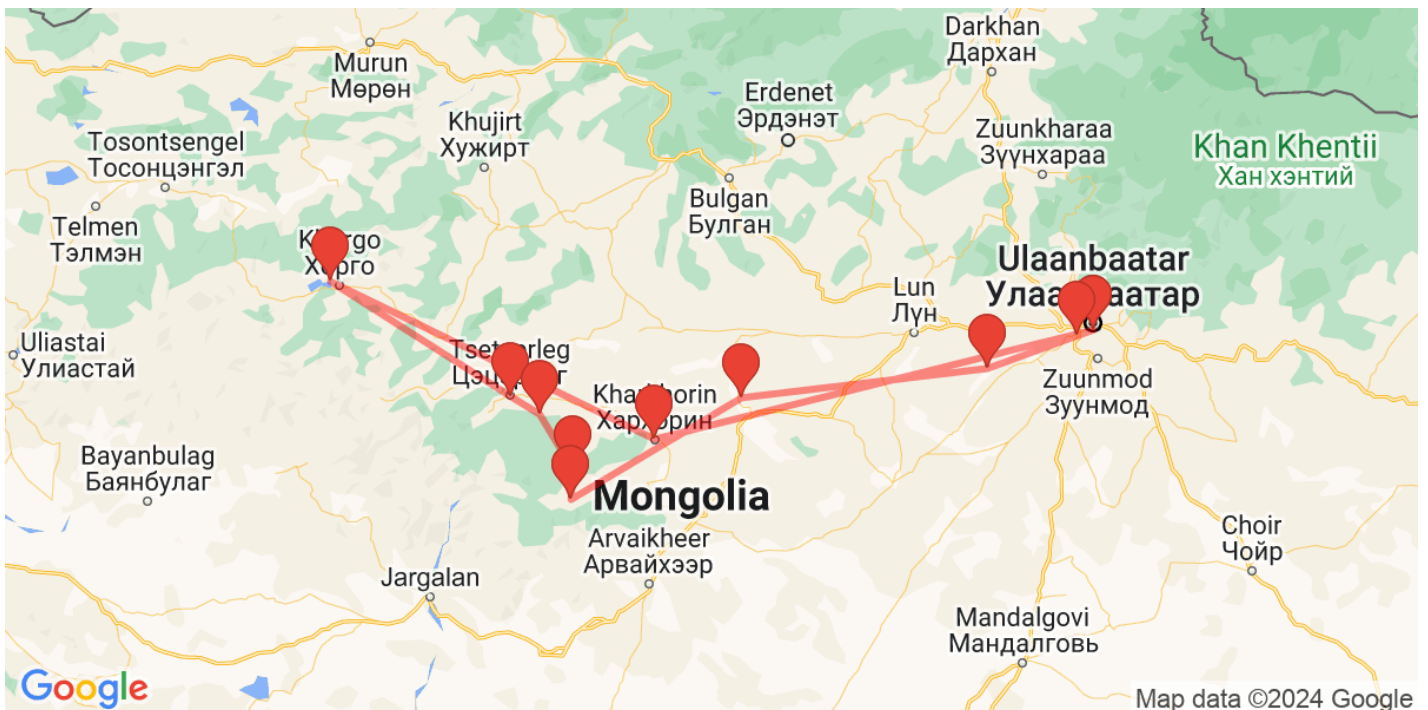 Darkhan
Дархан
Murun
Мөрөн
Erdenet
Эрдэнэт
Khujirt
Хужирт
Zuunkharaa
Зүүнхараа
Khan Khentii
Хан хэнтий
Tosontsengel
Тосонцэнгэл
Bulgan
Булган
Telmen
Тэлмэн
Ulaanbaatar
Lun
Лүн
Uliastai
Улиастай
Zuunmod
Зуунмод
Bayanbulag
Баянбулаг
Mongolia
Arvaikheer
Арвайхээр
Choir
Чойр
Jargalan
Mandalgovi
Мандалговь
Google
Map data ©2024 Google